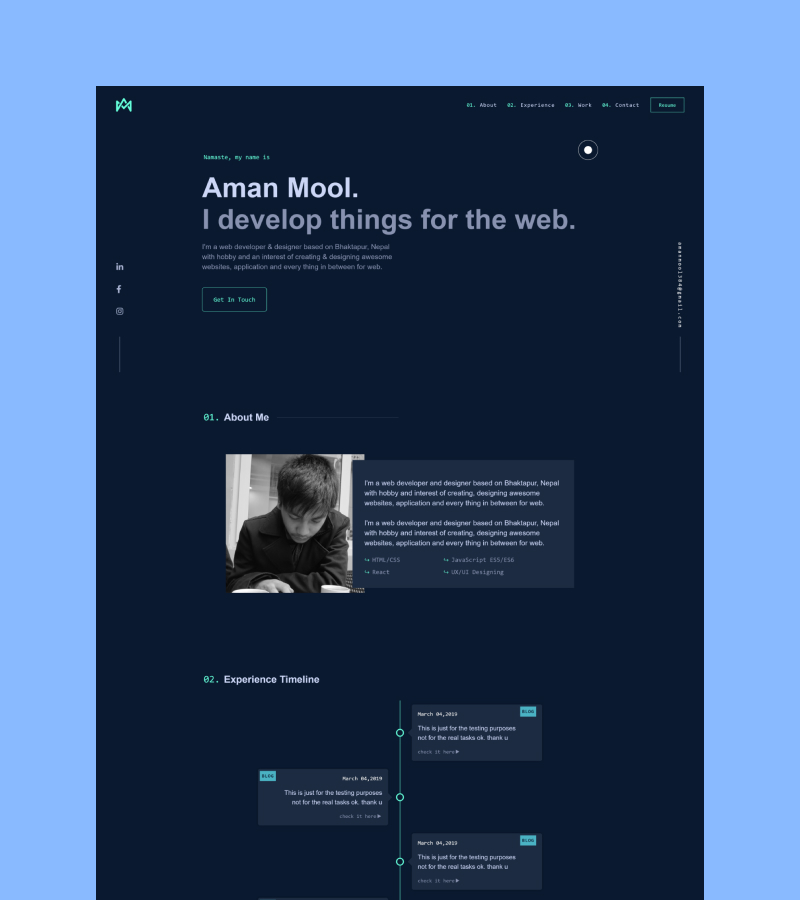 01. About 02. Experience 03. Work 04. Contact Resume
Namaste, my name is
Aman Mool.
I develop things for the web.
I'm a web developer & designer based on Bhaktapur, Nepal
with hobby and an interest of creating & designing awesome
websites, application and every thing in between for web.
Get In Touch
amanmool384@gmail.com
01. About Me
I'm a web developer and designer based on Bhaktapur, Nepal
with hobby and interest of creating, designing awesome
websites, application and every thing in between for web.
I'm a web developer and designer based on Bhaktapur, Nepal
with hobby and interest of creating, designing awesome
websites, application and every thing in between for web.
↪ HTML/CSS ↪ JavaScript ES5/ES6
↪ React ↪ UX/UI Designing
02. Experience Timeline
March 04,2019 BLOG
This is just for the testing purposes
not for the real tasks ok. thank u
check it here▶
BLOG March 04,2019
This is just for the testing purposes
not for the real tasks ok. thank u
check it here▶
March 04,2019 BLOG
This is just for the testing purposes
not for the real tasks ok. thank u
check it here▶